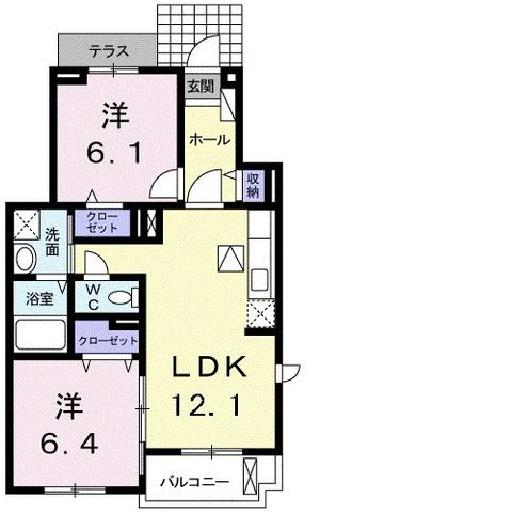 テラス
玄関
洋
6.1
ホール
収納
クロー
ゼット
洗面
W
C
浴室
クローゼット
LDK
12.1
洋
6.4
バルコニー